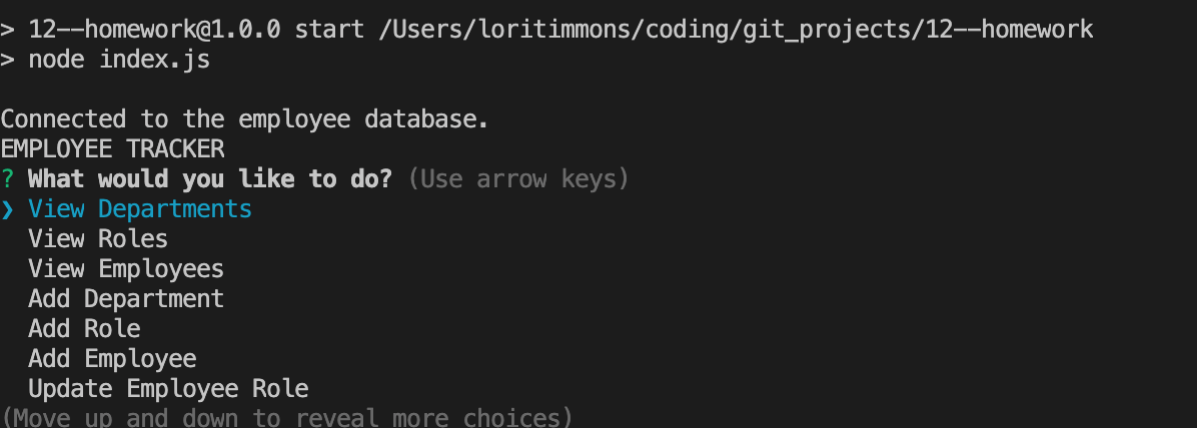 > 12--homework@1.0.0 start /Users/loritimmons/coding/git_projects/12--homework
> node index.js
Connected to the employee database.
EMPLOYEE TRACKER
? What would you like to do? (Use arrow keys)
❯ View Departments
View Roles
View Employees
Add Department
Add Role
Add Employee
Update Employee Role
(Move up and down to reveal more choices)